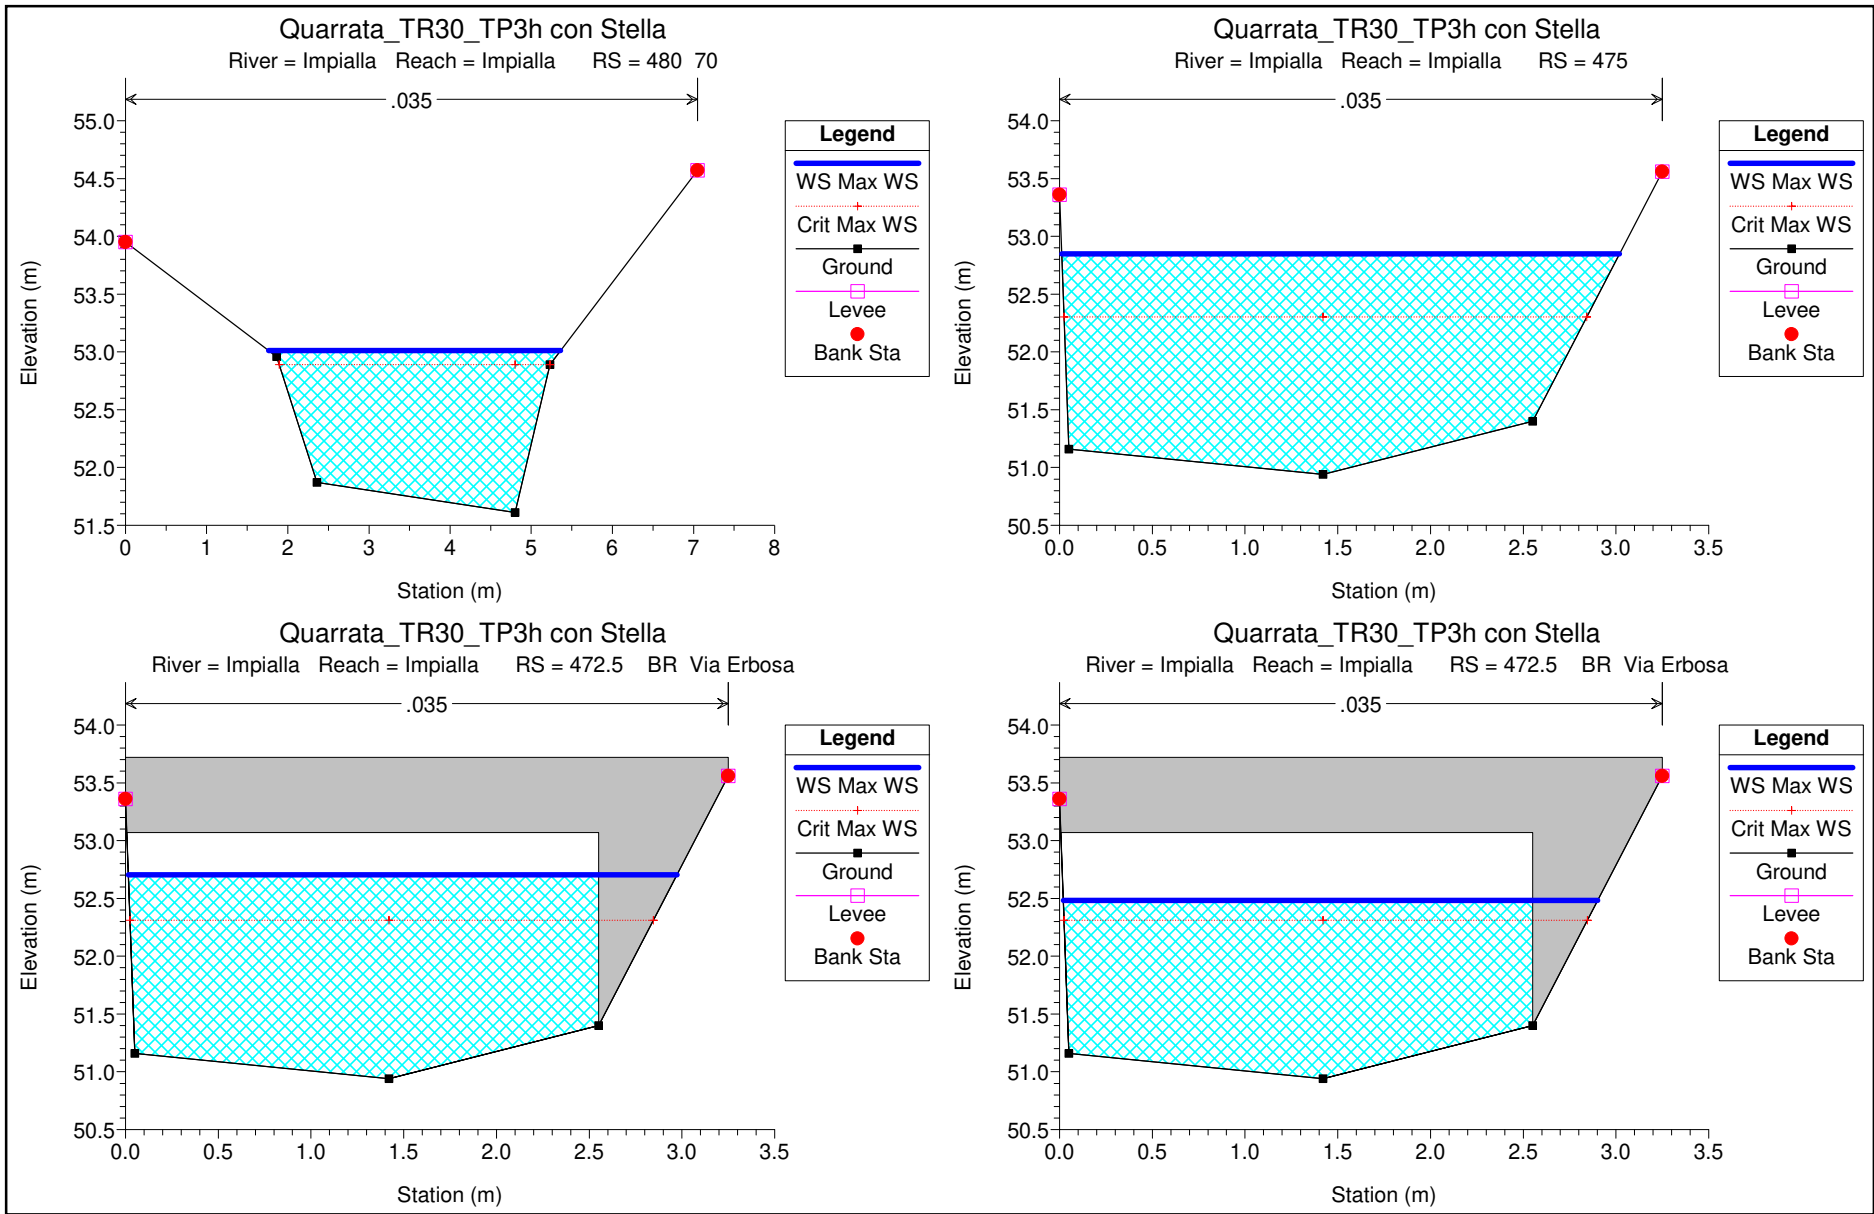 Quarrata_TR30_TP3h con Stella
River = Impialla Reach = Impialla RS = 480 70
.035
55.0
54.5
54.0
53.5
53.0
52.5
52.0
51.5
0 1 2 3 4 5 6 7 8
Elevation (m)
Station (m)
Legend
WS Max WS
Crit Max WS
Ground
Levee
Bank Sta
Quarrata_TR30_TP3h con Stella
River = Impialla Reach = Impialla RS = 475
.035
54.0
53.5
53.0
52.5
52.0
51.5
51.0
50.5
0.0 0.5 1.0 1.5 2.0 2.5 3.0 3.5
Elevation (m)
Station (m)
Legend
WS Max WS
Crit Max WS
Ground
Levee
Bank Sta
Quarrata_TR30_TP3h con Stella
River = Impialla Reach = Impialla RS = 472.5 BR Via Erbosa
.035
54.0
53.5
53.0
52.5
52.0
51.5
51.0
50.5
0.0 0.5 1.0 1.5 2.0 2.5 3.0 3.5
Elevation (m)
Station (m)
Legend
WS Max WS
Crit Max WS
Ground
Levee
Bank Sta
Quarrata_TR30_TP3h con Stella
River = Impialla Reach = Impialla RS = 472.5 BR Via Erbosa
.035
54.0
53.5
53.0
52.5
52.0
51.5
51.0
50.5
0.0 0.5 1.0 1.5 2.0 2.5 3.0 3.5
Elevation (m)
Station (m)
Legend
WS Max WS
Crit Max WS
Ground
Levee
Bank Sta